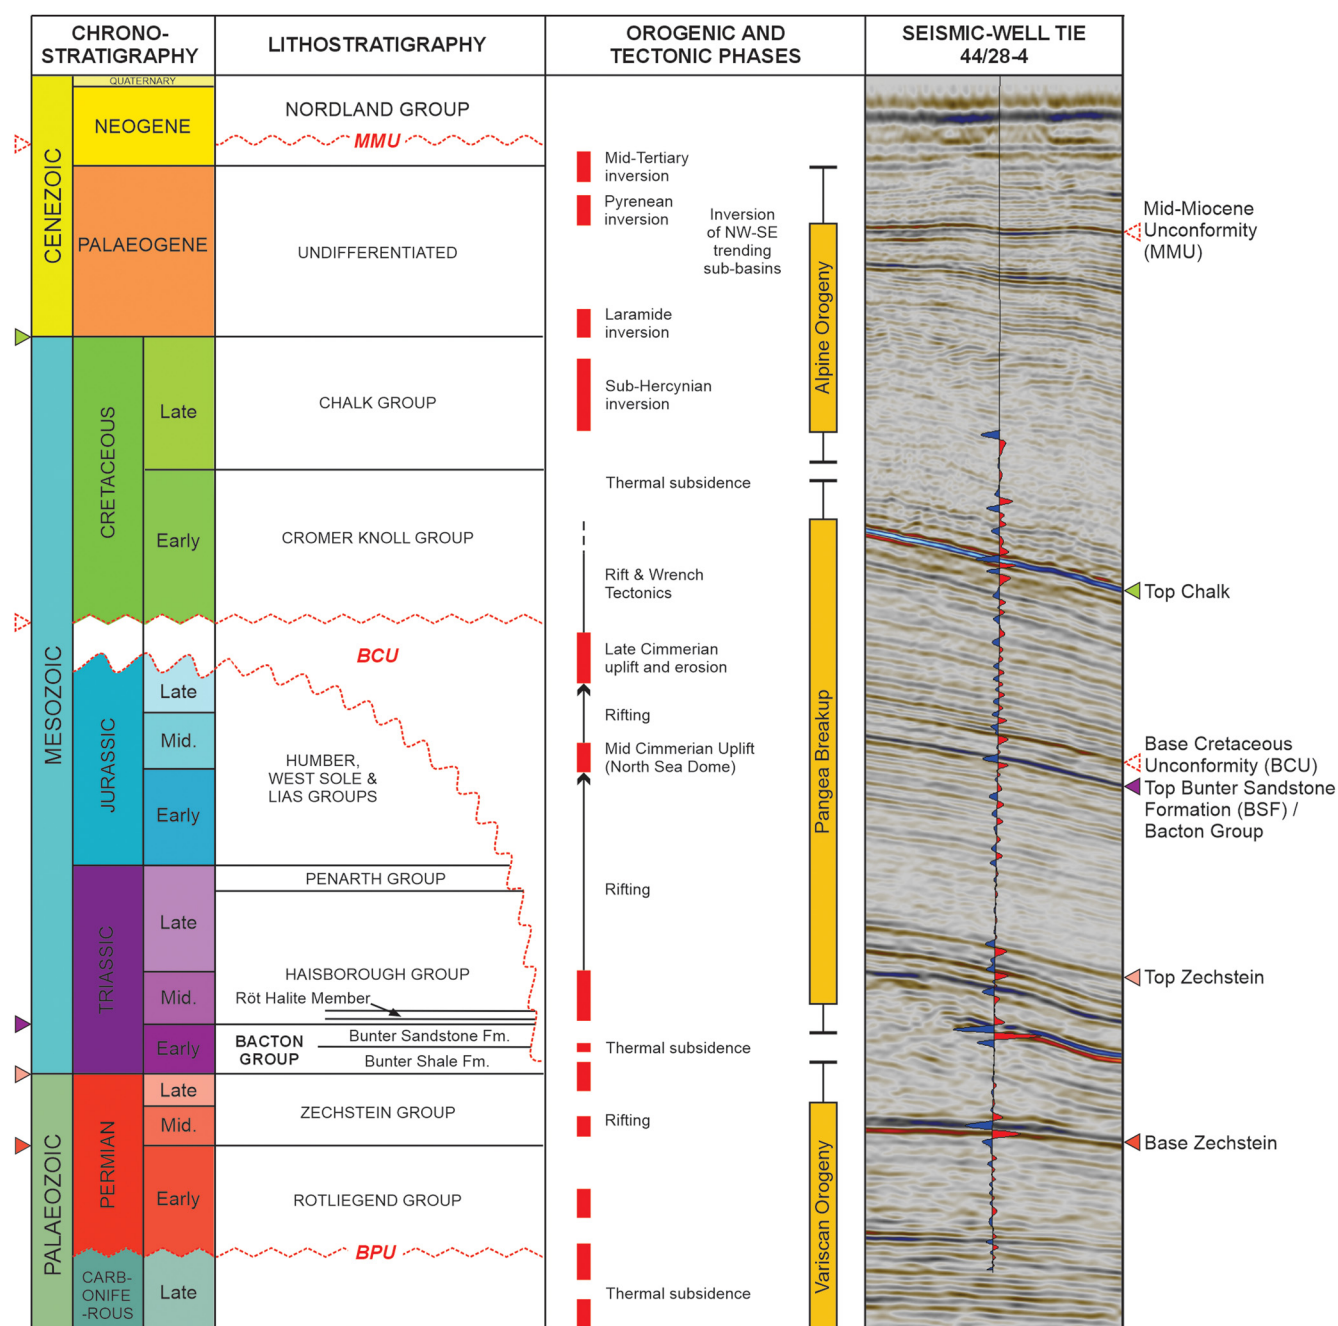 CHRONO-
STRATIGRAPHY
LITHOSTRATIGRAPHY
OROGENIC AND
TECTONIC PHASES
SEISMIC-WELL TIE
44/28-4
CENEZOIC
MESOZOIC
PALAEOZOIC
QUATERNARY
NEOGENE
PALAEOGENE
CRETACEOUS
Late
Early
JURASSIC
Late
Mid.
Early
TRIASSIC
Late
Mid.
Early
PERMIAN
Late
Mid.
Early
CARB-
ONIFE
-ROUS
Late
NORDLAND GROUP
MMU
UNDIFFERENTIATED
CHALK GROUP
CROMER KNOLL GROUP
BCU
HUMBER,
WEST SOLE &
LIAS GROUPS
PENARTH GROUP
HAISBOROUGH GROUP
Röt Halite Member
BACTON
GROUP
Bunter Sandstone Fm.
Bunter Shale Fm.
ZECHSTEIN GROUP
ROTLIEGEND GROUP
BPU
Mid-Tertiary
inversion
Pyrenean
inversion
Inversion
of NW-SE
trending
sub-basins
Laramide
inversion
Sub-Hercynian
inversion
Thermal subsidence
Rift & Wrench
Tectonics
Late Cimmerian
uplift and erosion
Rifting
Mid Cimmerian Uplift
(North Sea Dome)
Rifting
Thermal subsidence
Rifting
Thermal subsidence
Alpine Orogeny
Pangea Breakup
Variscan Orogeny
Mid-Miocene
Unconformity
(MMU)
Top Chalk
Base Cretaceous
Unconformity (BCU)
Top Bunter Sandstone
Formation (BSF) /
Bacton Group
Top Zechstein
Base Zechstein